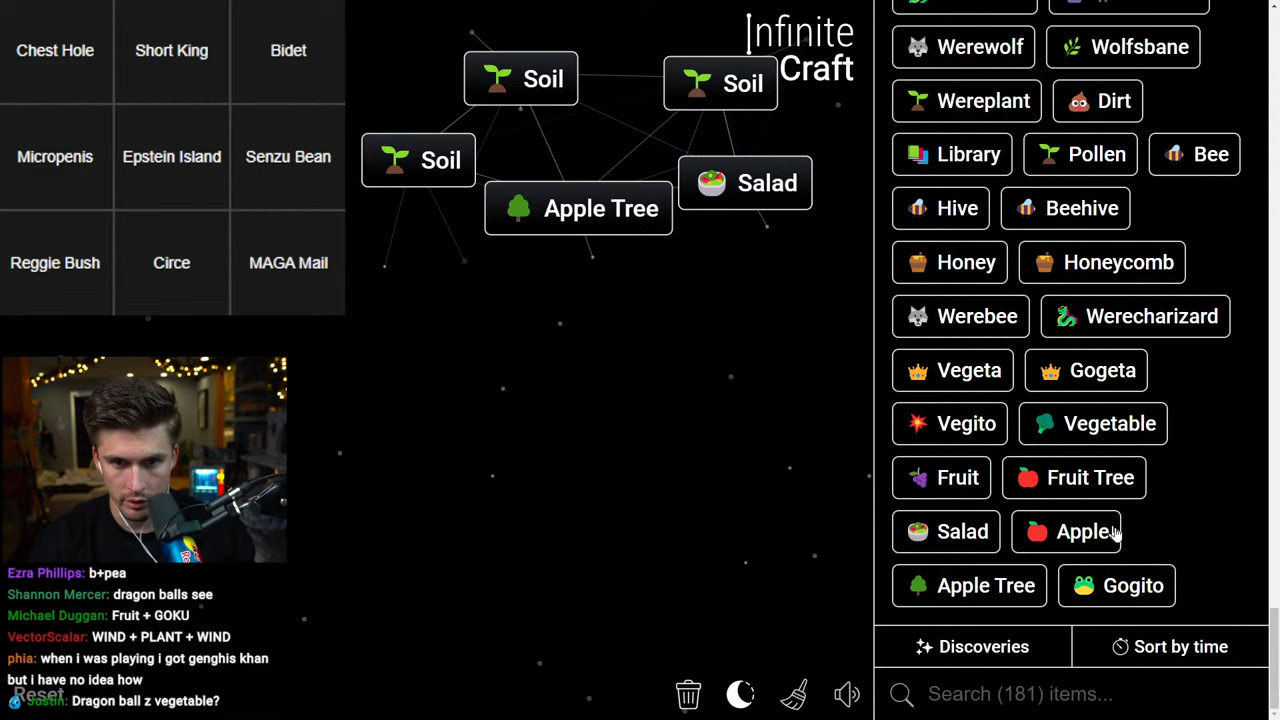 Chest Hole
Short King
Bidet
Micropenis
Epstein Island
Senzu Bean
Reggie Bush
Circe
MAGA Mail
Infinite
Craft
Soil
Soil
Soil
Salad
Apple Tree
Werewolf
Wolfsbane
Wereplant
Dirt
Library
Pollen
Bee
Hive
Beehive
Honey
Honeycomb
Werebee
Werecharizard
Vegeta
Gogeta
Vegito
Vegetable
Fruit
Fruit Tree
Salad
Apple
Apple Tree
Gogito
Discoveries
Sort by time
Search (181) items...
Ezra Phillips: b+pea
Shannon Mercer: dragon balls see
Michael Duggan: Fruit + GOKU
VectorScalar: WIND + PLANT + WIND
phia: when i was playing i got genghis khan
but i have no idea how
Justin: Dragon ball z vegetable?
Reset